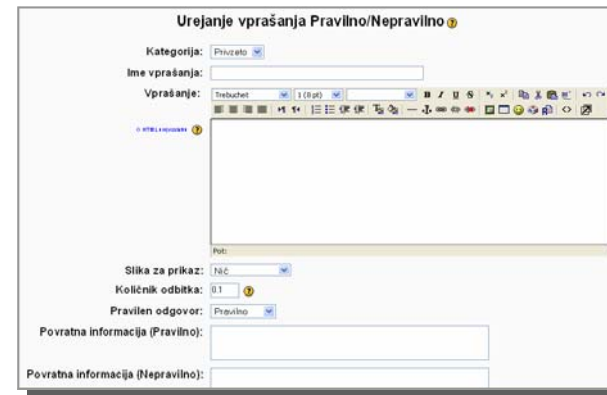 Urejanje vprašanja Pravilno/Nepravilno
Kategorija: Privzeto
Ime vprašanja:
Vprašanje: Trebuchet 1 (8 pt)
Pot:
Slika za prikaz: Nič
Količnik odbitka: 0.1
Pravilen odgovor: Pravilno
Povratna informacija (Pravilno):
Povratna informacija (Nepravilno):